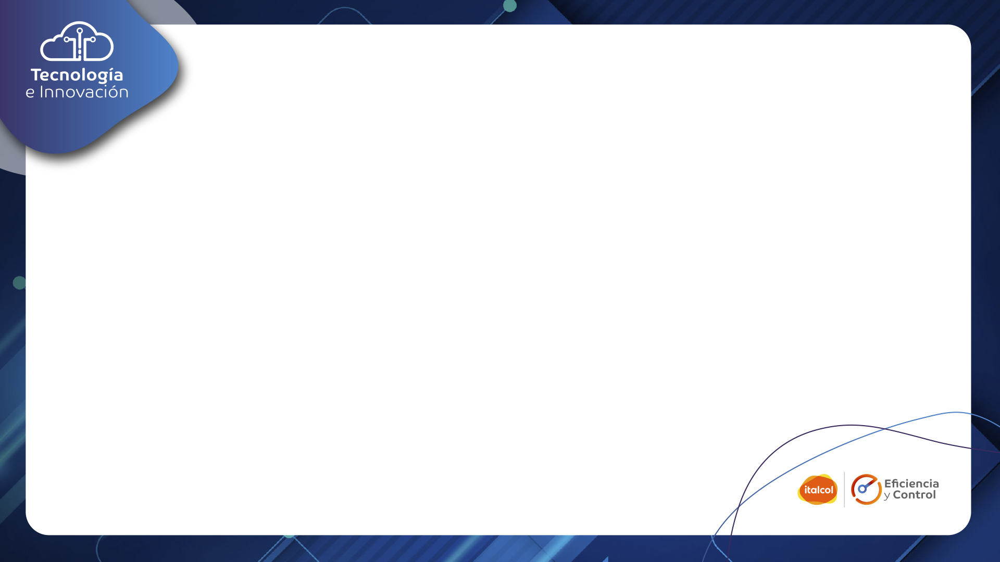 Tecnología
e Innovación
italcol
Eficiencia
y Control